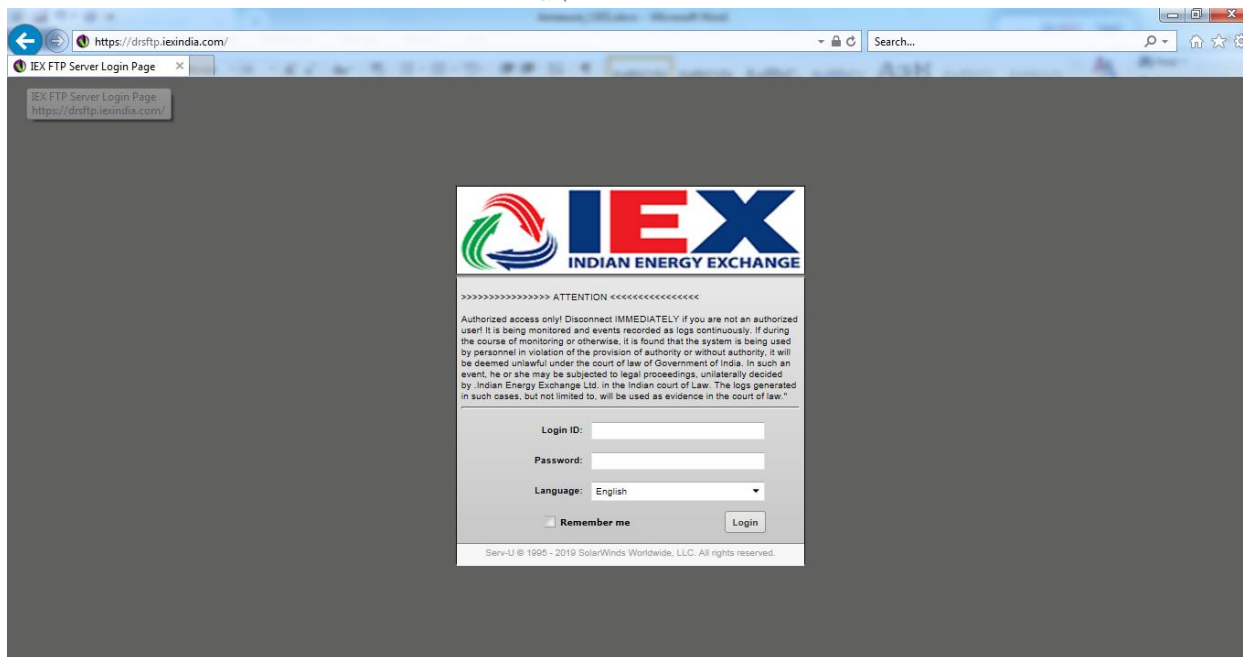 https://drsftp.iexindia.com/
Search...
IEX FTP Server Login Page
IEX FTP Server Login Page
https://drsftp.iexindia.com/
IEX
INDIAN ENERGY EXCHANGE
>>>>>>>>>>>>>>>> ATTENTION <<<<<<<<<<<<<<<<
Authorized access only! Disconnect IMMEDIATELY if you are not an authorized
user! It is being monitored and events recorded as logs continuously. If during
the course of monitoring or otherwise, it is found that the system is being used
by personnel in violation of the provision of authority or without authority, it will
be deemed unlawful under the court of law of Government of India. In such an
event, he or she may be subjected to legal proceedings, unilaterally decided
by .Indian Energy Exchange Ltd. in the Indian court of Law. The logs generated
in such cases, but not limited to, will be used as evidence in the court of law."
Login ID:
Password:
Language: English
Remember me Login
Serv-U © 1995 - 2019 SolarWinds Worldwide, LLC. All rights reserved.